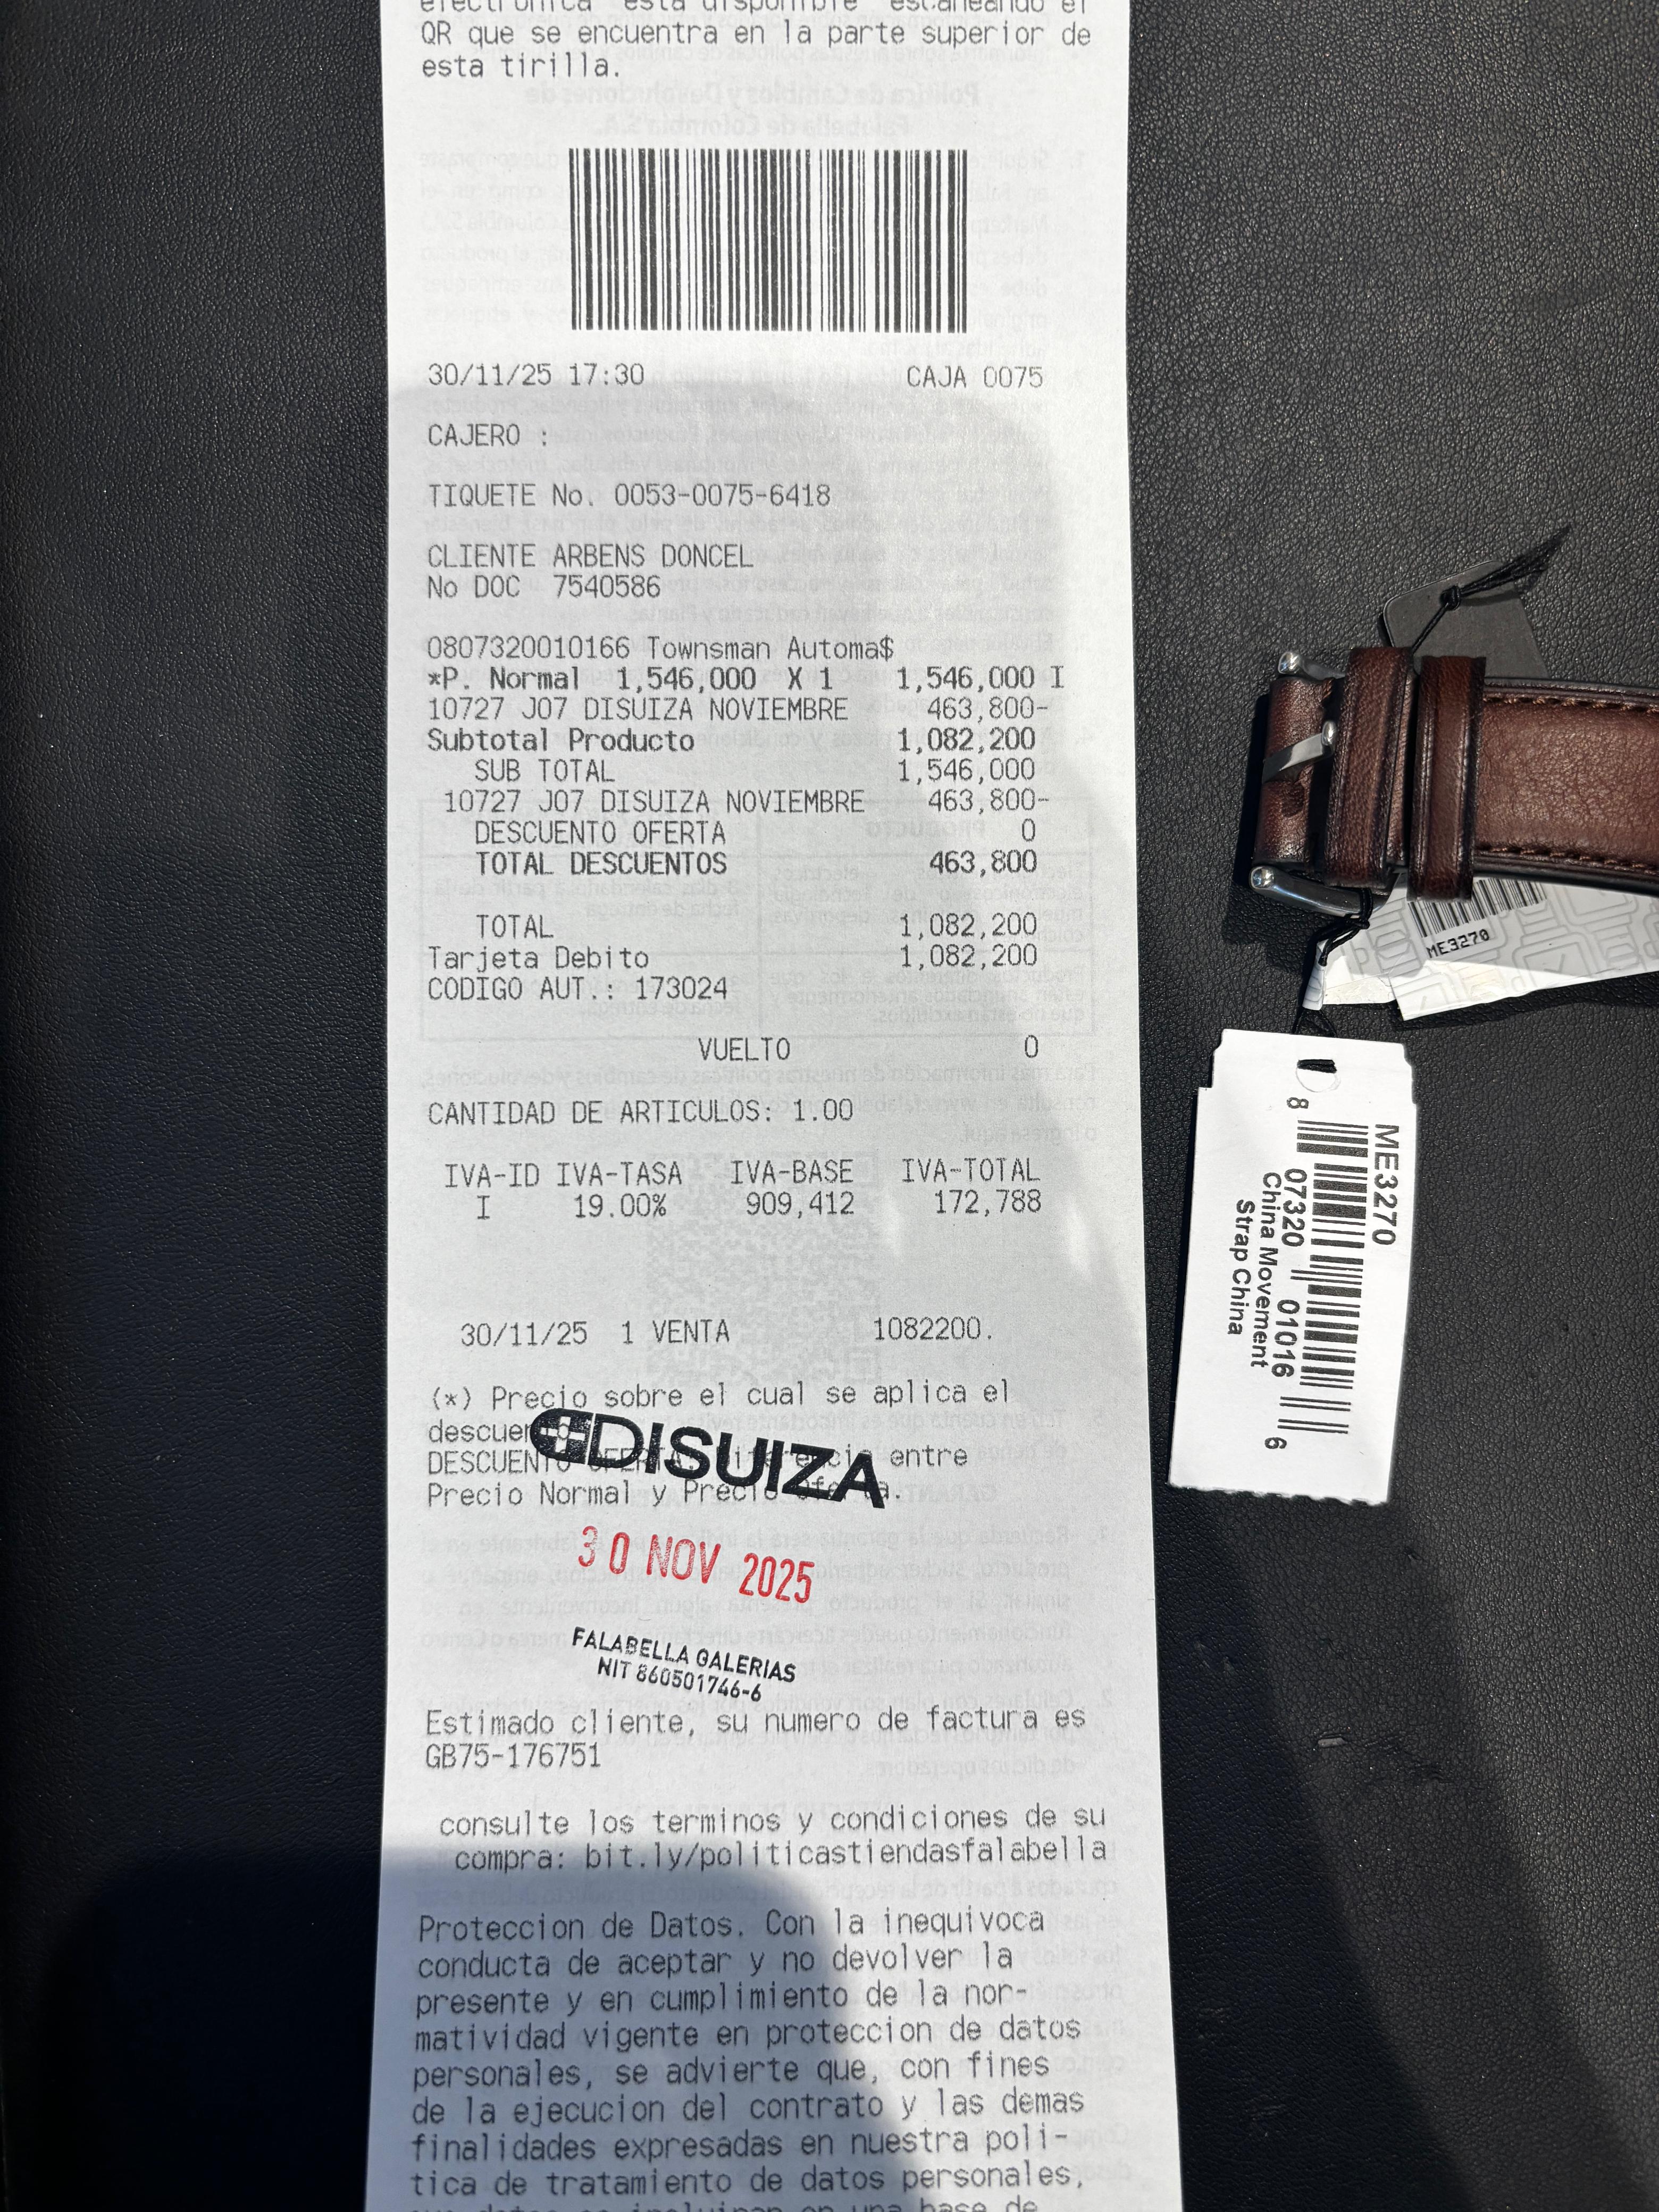 QR que se encuentra en la parte superior de
esta tirilla.
30/11/25 17:30 CAJA 0075
CAJERO :
TIQUETE No. 0053-0075-6418
CLIENTE ARBENS DONCEL
No DOC 7540586
0807320010166 Townsman Automa$
*P. Normal 1,546,000 X 1 1,546,000 I
10727 J07 DISUIZA NOVIEMBRE 463,800-
Subtotal Producto 1,082,200
SUB TOTAL 1,546,000
10727 J07 DISUIZA NOVIEMBRE 463,800-
DESCUENTO OFERTA 0
TOTAL DESCUENTOS 463,800
TOTAL 1,082,200
Tarjeta Debito 1,082,200
CODIGO AUT.: 173024
VUELTO 0
CANTIDAD DE ARTICULOS: 1.00
IVA-ID IVA-TASA IVA-BASE IVA-TOTAL
I 19.00% 909,412 172,788
30/11/25 1 VENTA 1082200.
(*) Precio sobre el cual se aplica el
descuento
DISUIZA
DESCUENTO OFERTA: Diferencia entre
Precio Normal y Precio Oferta.
30 NOV 2025
FALABELLA GALERIAS
NIT 860501746-6
Estimado cliente, su numero de factura es
GB75-176751
consulte los terminos y condiciones de su
compra: bit.ly/politicastiendasfalabella
Proteccion de Datos. Con la inequivoca
conducta de aceptar y no devolver la
presente y en cumplimiento de la nor-
matividad vigente en proteccion de datos
personales, se advierte que, con fines
de la ejecucion del contrato y las demas
finalidades expresadas en nuestra poli-
tica de tratamiento de datos personales,
ME3270
ME3270
8 07320 01016 6
China Movement
Strap China